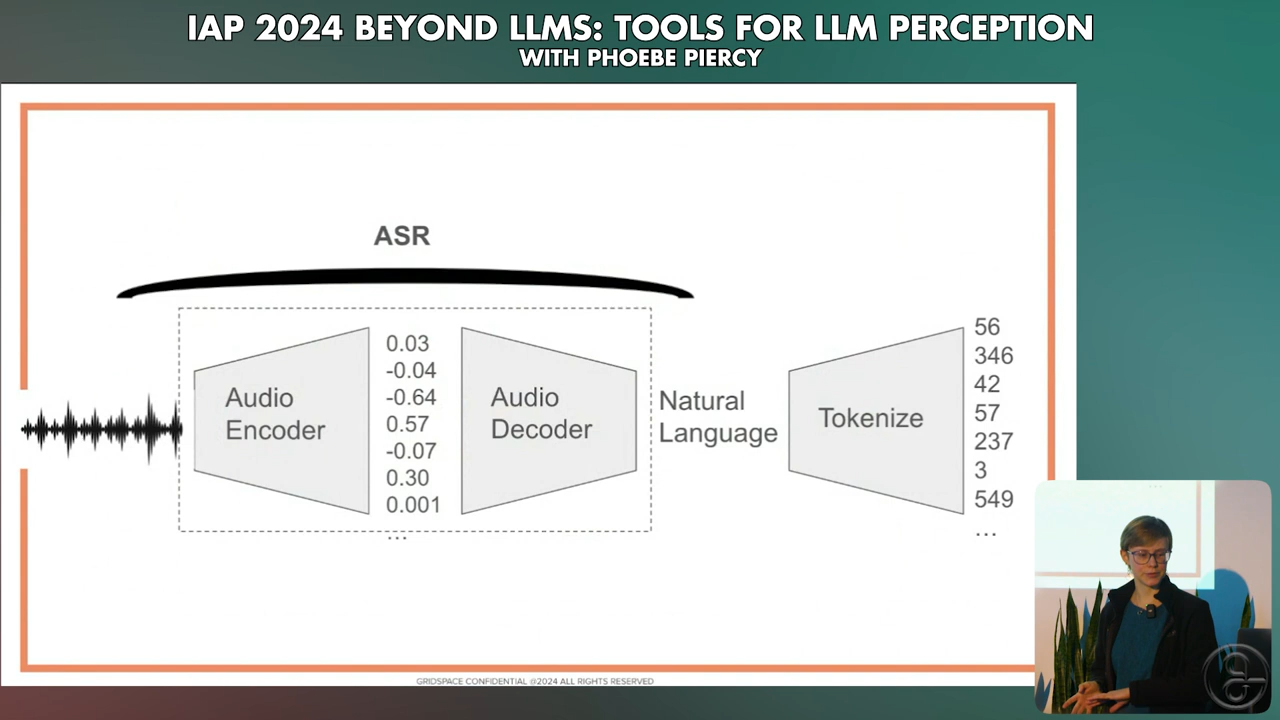 IAP 2024 BEYOND LLMS: TOOLS FOR LLM PERCEPTION
WITH PHOEBE PIERCY
ASR
Audio
Encoder
0.03
-0.04
-0.64
0.57
-0.07
0.30
0.001
...
Audio
Decoder
Natural
Language
Tokenize
56
346
42
57
237
3
549
...
GRIDSPACE CONFIDENTIAL @2024 ALL RIGHTS RESERVED